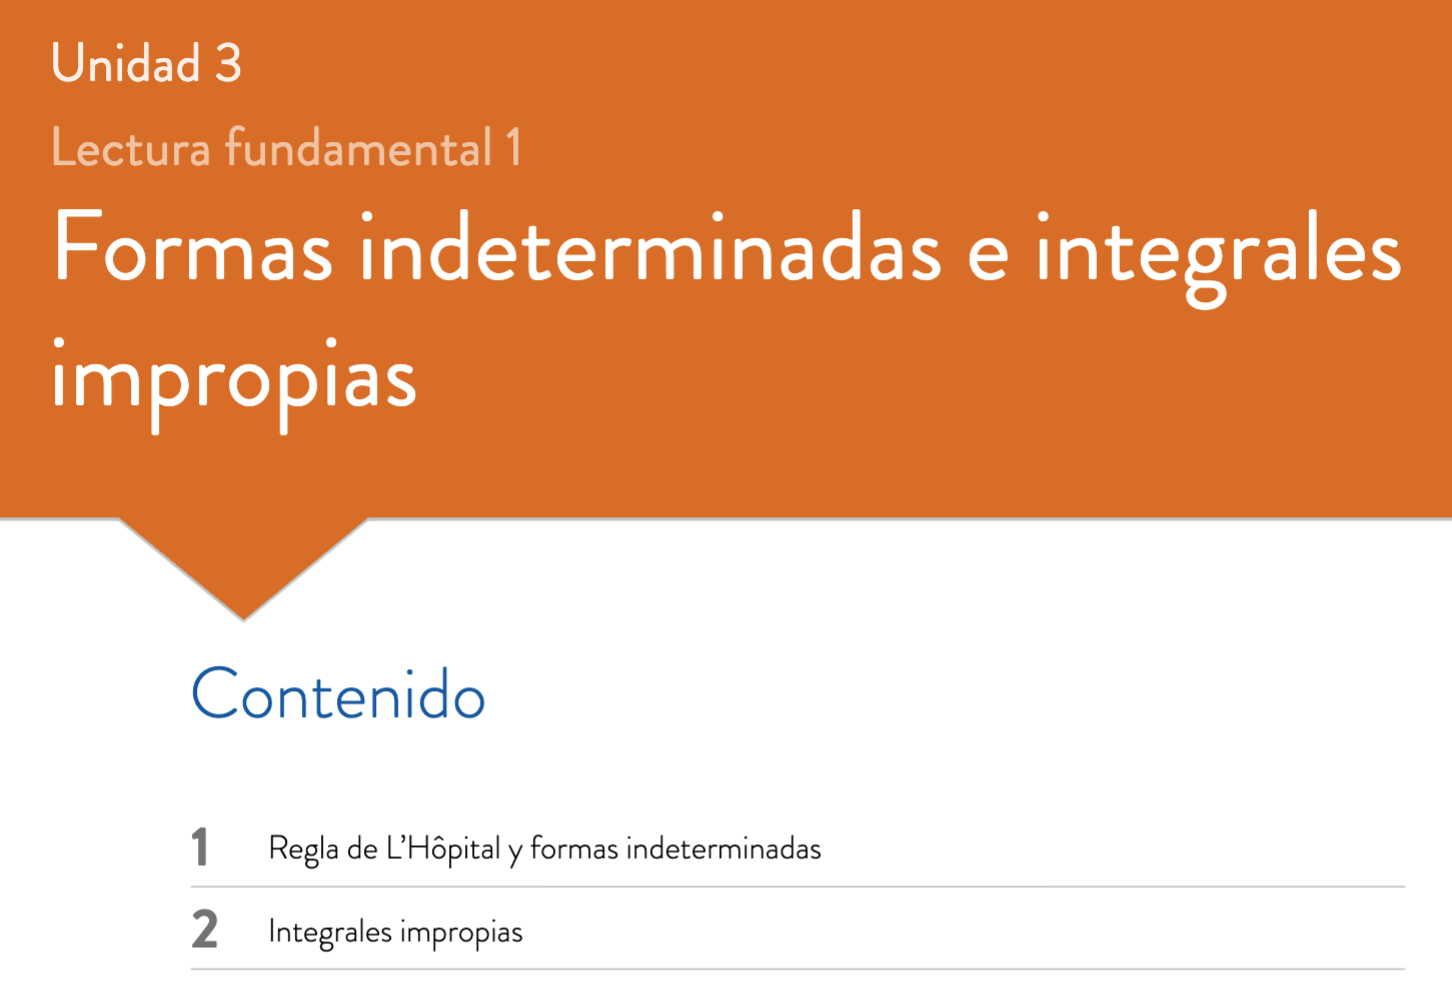 Unidad 3
Lectura fundamental 1
Formas indeterminadas e integrales
impropias
Contenido
1 Regla de L’Hôpital y formas indeterminadas
2 Integrales impropias